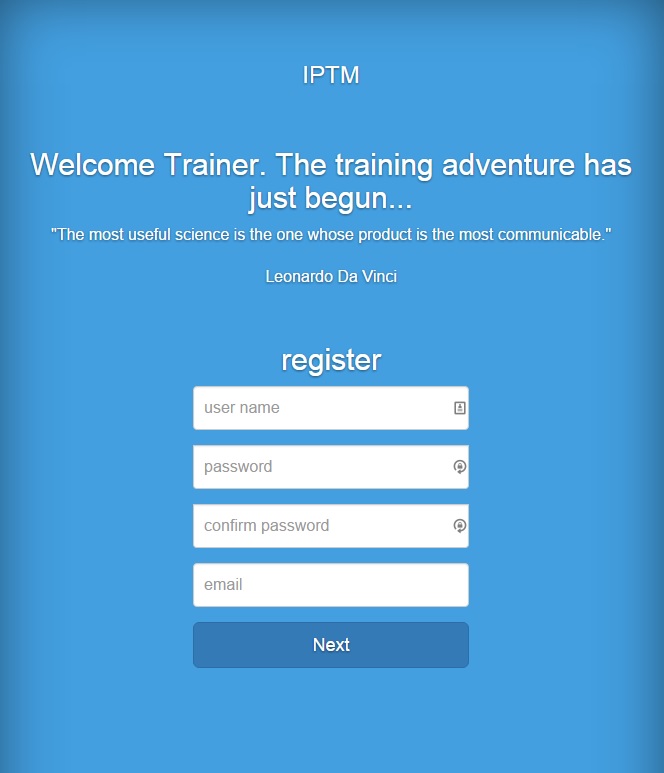 IPTM
Welcome Trainer. The training adventure has
just begun...
"The most useful science is the one whose product is the most communicable."
Leonardo Da Vinci
register
user name
password
confirm password
email
Next